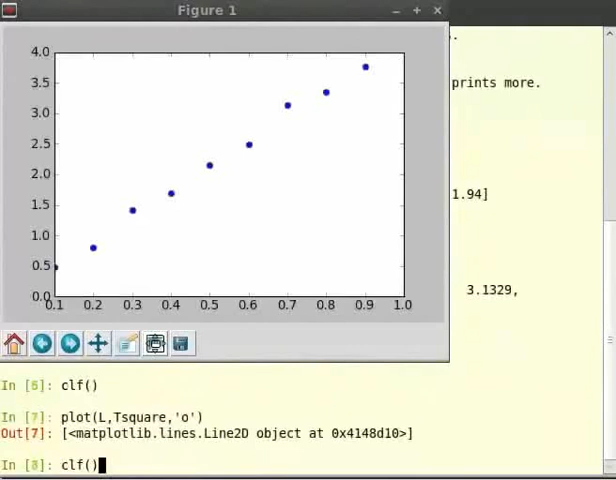 Figure 1
4.0
3.5
3.0
2.5
2.0
1.5
1.0
0.5
0.0
0.1 0.2 0.3 0.4 0.5 0.6 0.7 0.8 0.9 1.0
.
prints more.
1.94]
3.1329,
In [6]: clf()
In [7]: plot(L,Tsquare,'o')
Out[7]: [<matplotlib.lines.Line2D object at 0x4148d10>]
In [8]: clf()